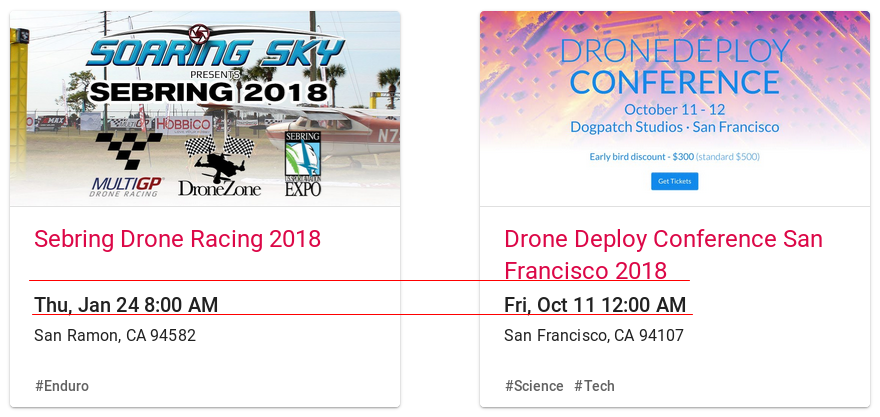 SOARING SKY
PRESENTS
SEBRING 2018
HOBBICO
N7
MULTIGP
DRONE RACING
DroneZone
SEBRING
EXPO
Sebring Drone Racing 2018
Thu, Jan 24 8:00 AM
San Ramon, CA 94582
#Enduro
DRONEDEPLOY
CONFERENCE
October 11 - 12
Dogpatch Studios · San Francisco
Early bird discount - $300 (standard $500)
Get Tickets
Drone Deploy Conference San
Francisco 2018
Fri, Oct 11 12:00 AM
San Francisco, CA 94107
#Science #Tech